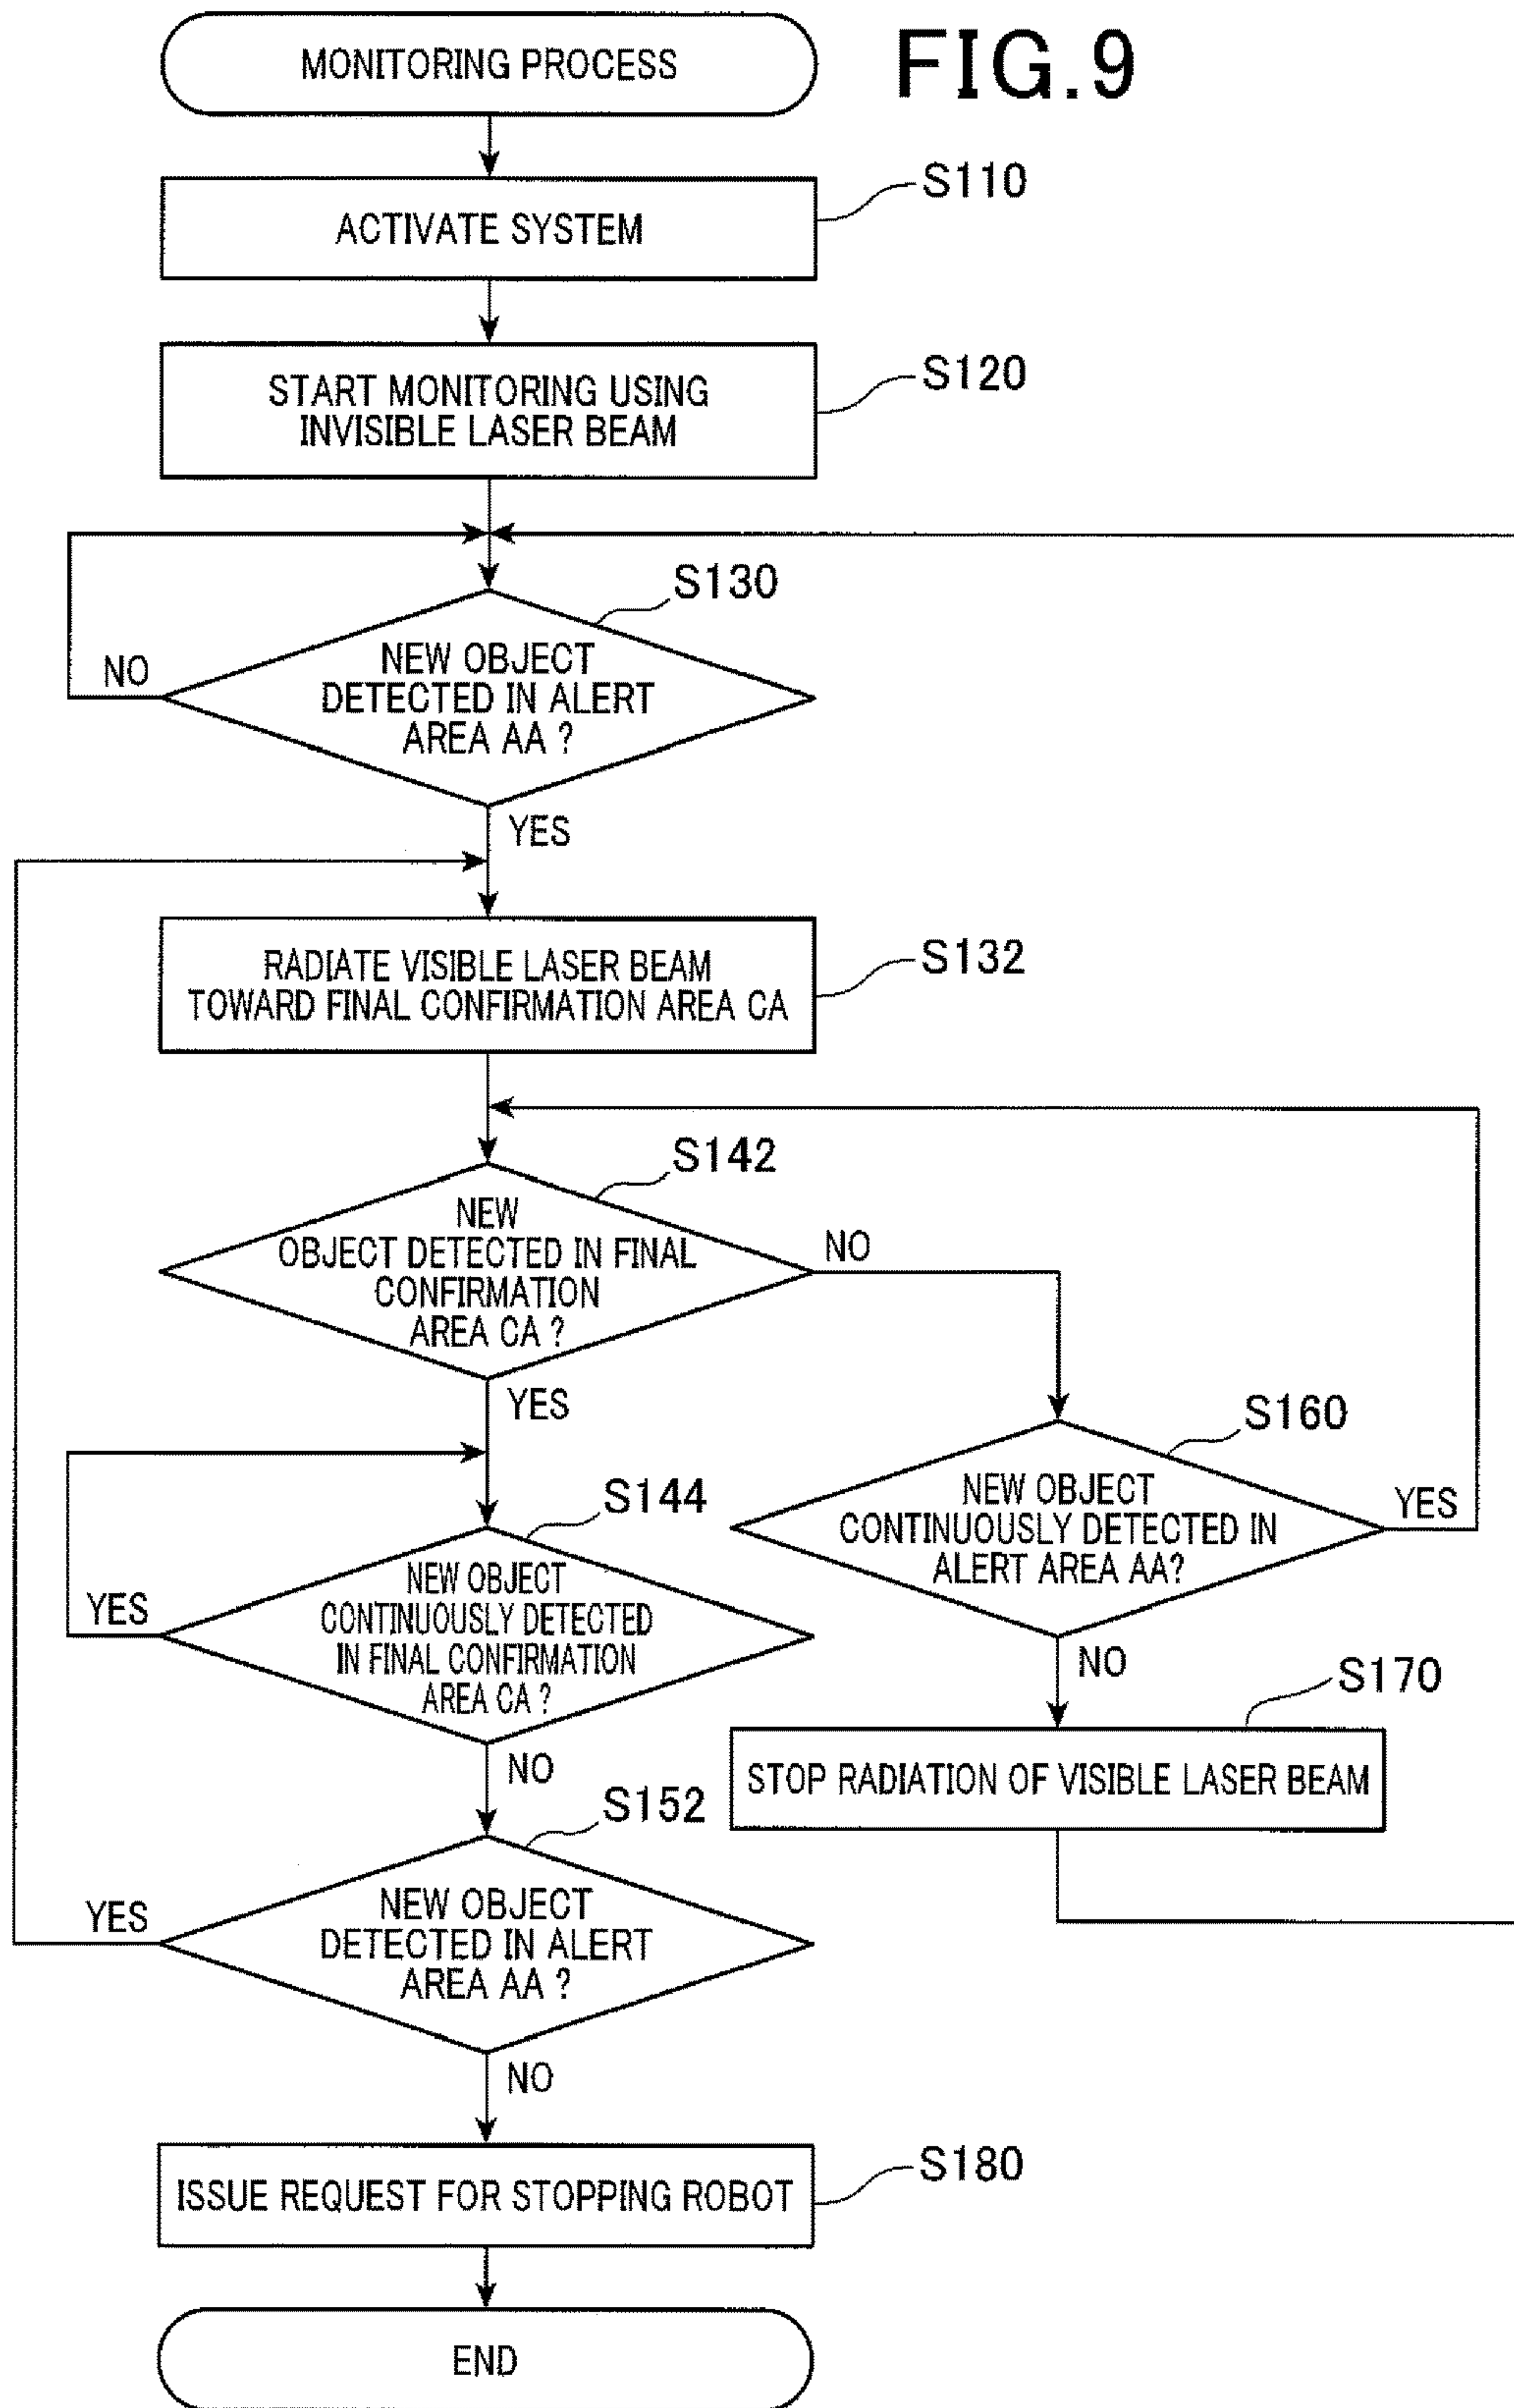 MONITORING PROCESS
FIG.9
S110
ACTIVATE SYSTEM
S120
START MONITORING USING
INVISIBLE LASER BEAM
S130
NEW OBJECT
DETECTED IN ALERT
AREA AA ?
NO
YES
S132
RADIATE VISIBLE LASER BEAM
TOWARD FINAL CONFIRMATION AREA CA
S142
NEW
OBJECT DETECTED IN FINAL
CONFIRMATION
AREA CA ?
NO
YES
S160
NEW OBJECT
CONTINUOUSLY DETECTED IN
ALERT AREA AA?
YES
NO
S144
NEW OBJECT
CONTINUOUSLY DETECTED
IN FINAL CONFIRMATION
AREA CA ?
YES
NO
S170
STOP RADIATION OF VISIBLE LASER BEAM
S152
NEW OBJECT
DETECTED IN ALERT
AREA AA ?
YES
NO
S180
ISSUE REQUEST FOR STOPPING ROBOT
END